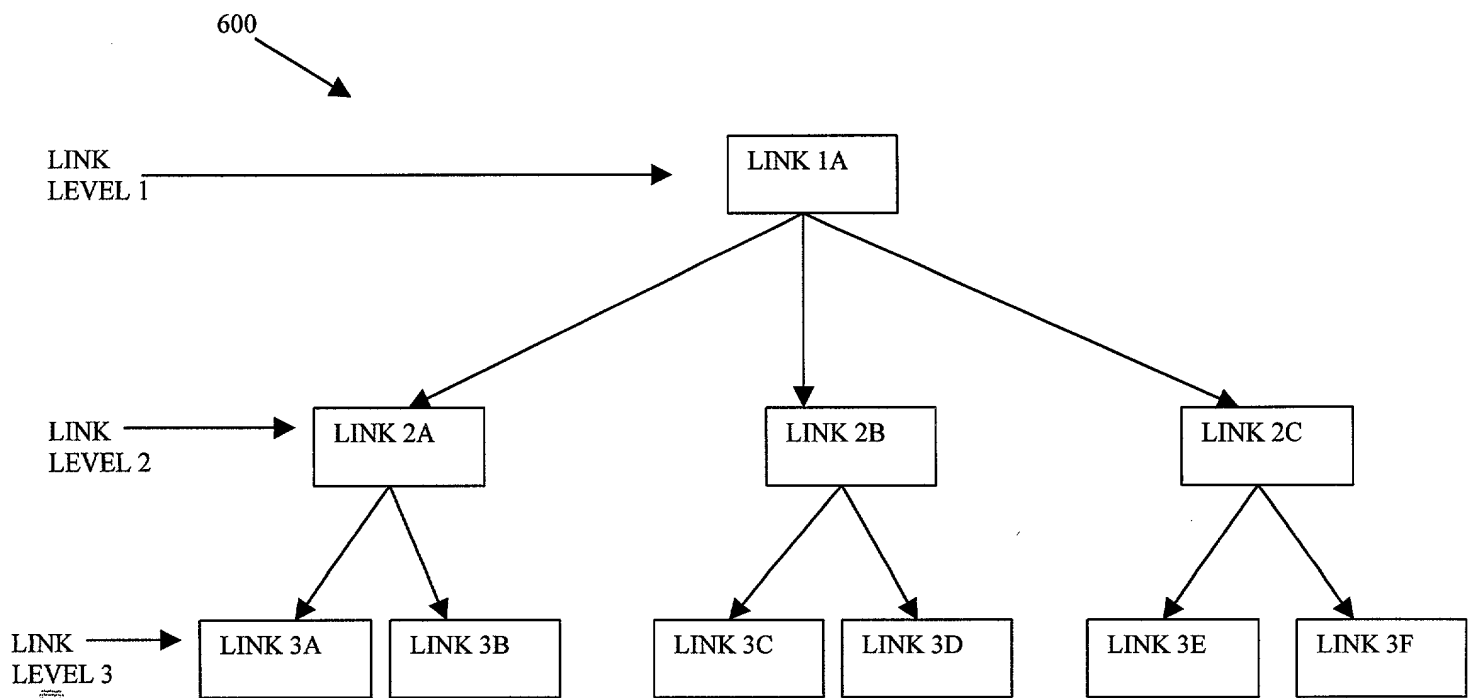 600
LINK
LEVEL 1
LINK 1A
LINK
LEVEL 2
LINK 2A
LINK 2B
LINK 2C
LINK
LEVEL 3
LINK 3A
LINK 3B
LINK 3C
LINK 3D
LINK 3E
LINK 3F